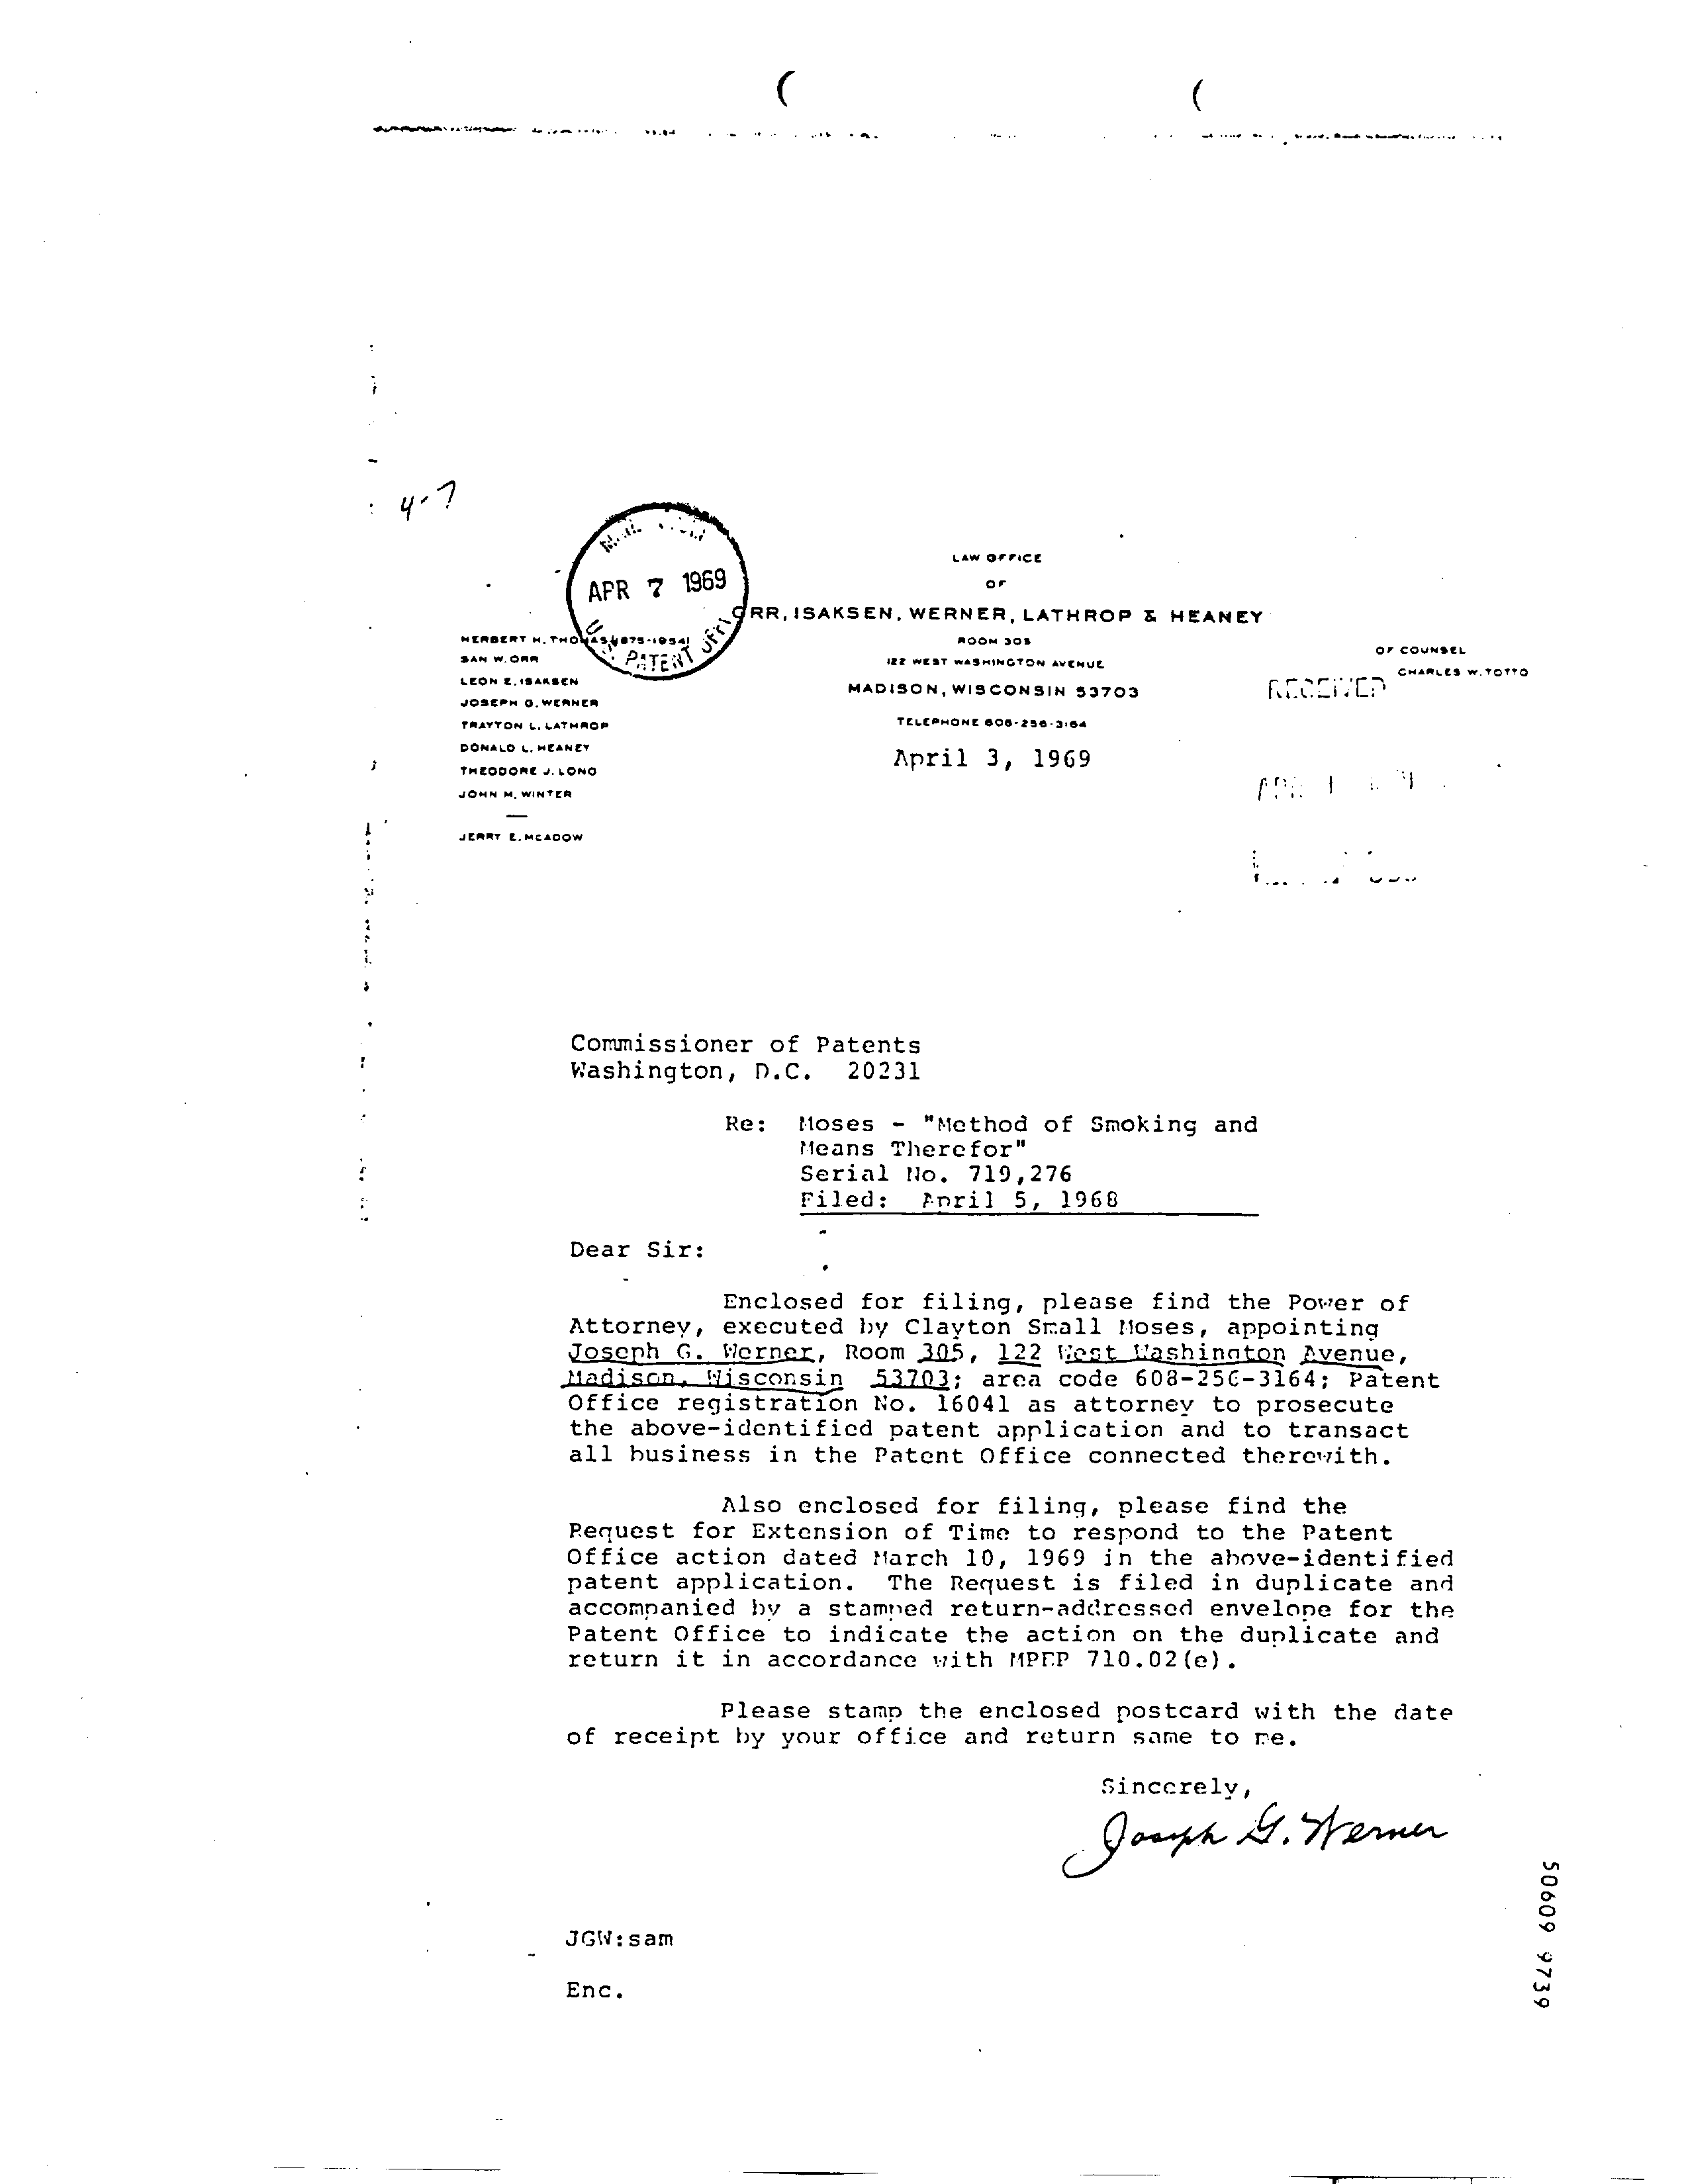 4-7
APR 7 1969
PATENT
LAW OFFICE
OF
ORR, ISAKSEN, WERNER, LATHROP & HEANEY
ROOM 305
122 WEST WASHINGTON AVENUE
MADISON, WISCONSIN 53703
TELEPHONE 608-256-3164
HERBERT H. THOMAS (1875-1954)
SAN W. ORR
LEON E. ISAKSEN
JOSEPH G. WERNER
TRAYTON L. LATHROP
DONALD L. HEANEY
THEODORE J. LONG
JOHN M. WINTER
JERRY E. MCADOW
OF COUNSEL
CHARLES W. TOTTO
RECEIVED
April 3, 1969
Commissioner of Patents
Washington, D.C. 20231
Re: Moses - "Method of Smoking and
Means Therefor"
Serial No. 719,276
Filed: April 5, 1968
Dear Sir:
Enclosed for filing, please find the Power of
Attorney, executed by Clayton Small Moses, appointing
Joseph G. Werner, Room 305, 122 West Washington Avenue,
Madison, Wisconsin 53703; area code 608-256-3164; Patent
Office registration No. 16041 as attorney to prosecute
the above-identified patent application and to transact
all business in the Patent Office connected therewith.
Also enclosed for filing, please find the
Request for Extension of Time to respond to the Patent
Office action dated March 10, 1969 in the above-identified
patent application. The Request is filed in duplicate and
accompanied by a stamped return-addressed envelope for the
Patent Office to indicate the action on the duplicate and
return it in accordance with MPEP 710.02(e).
Please stamp the enclosed postcard with the date
of receipt by your office and return same to me.
Sincerely,
Joseph G. Werner
JGW:sam
Enc.
50609 9739